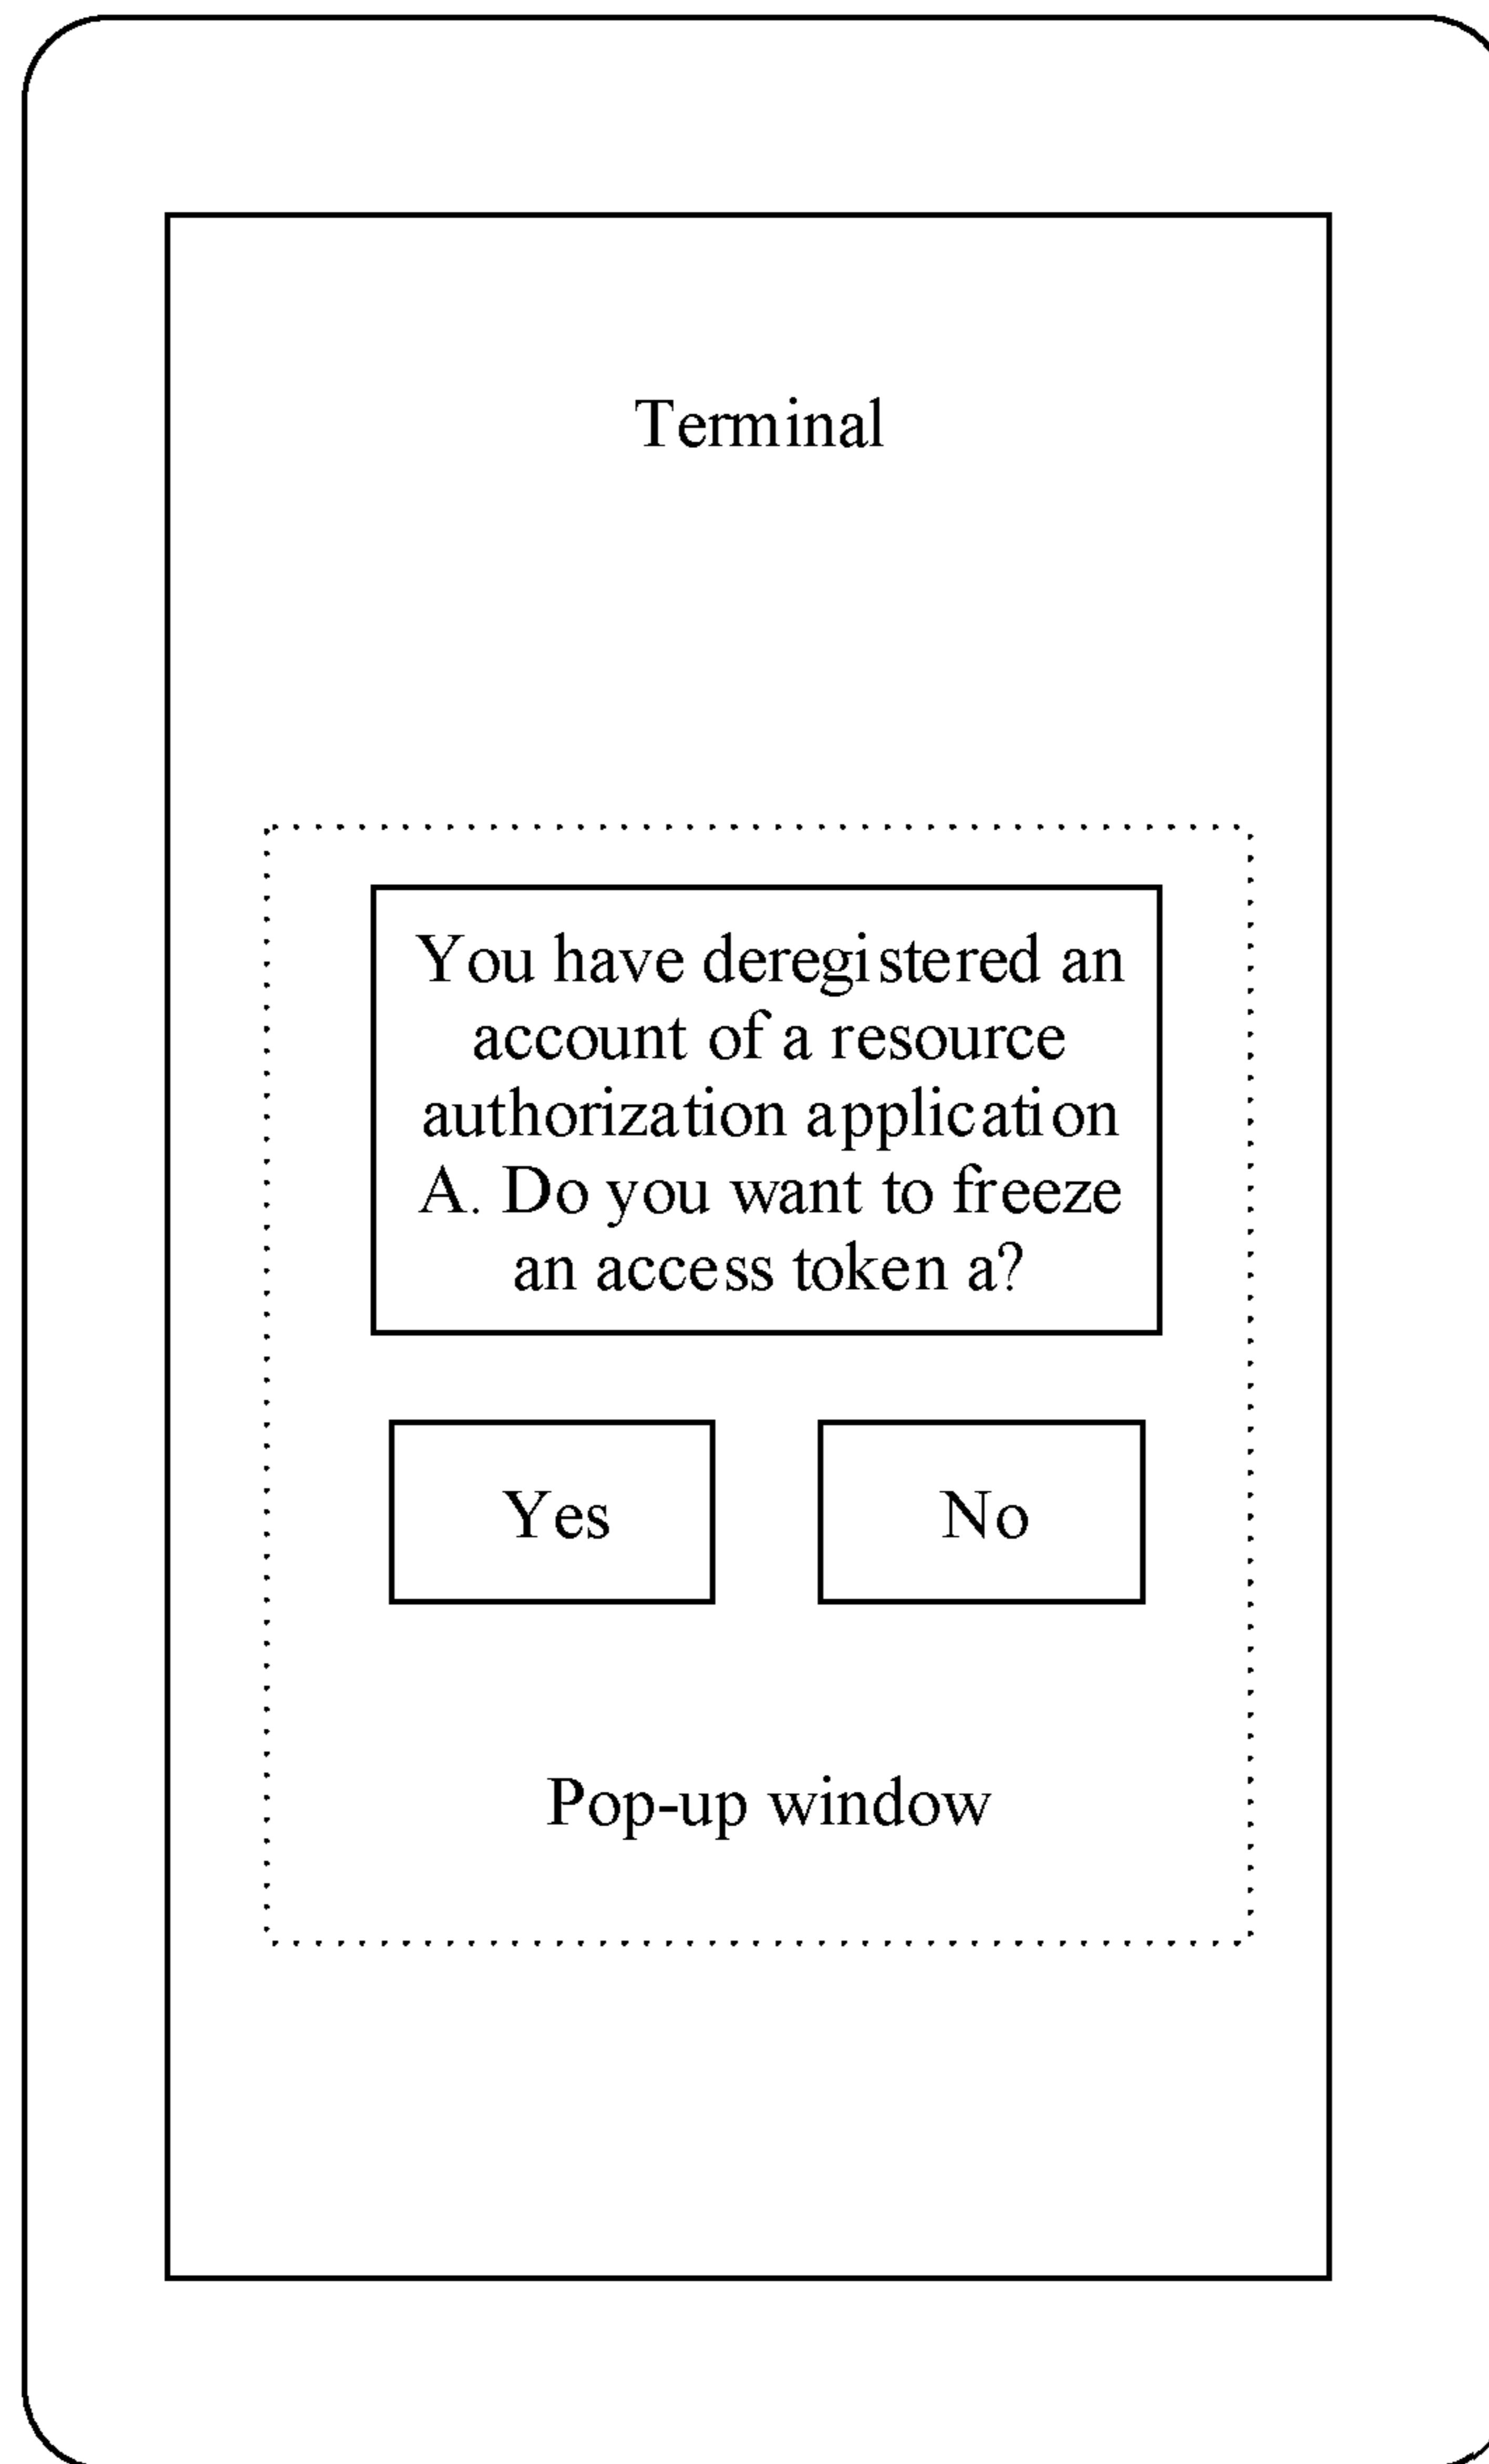 Terminal
You have deregistered an
account of a resource
authorization application
A. Do you want to freeze
an access token a?
Yes
No
Pop-up window